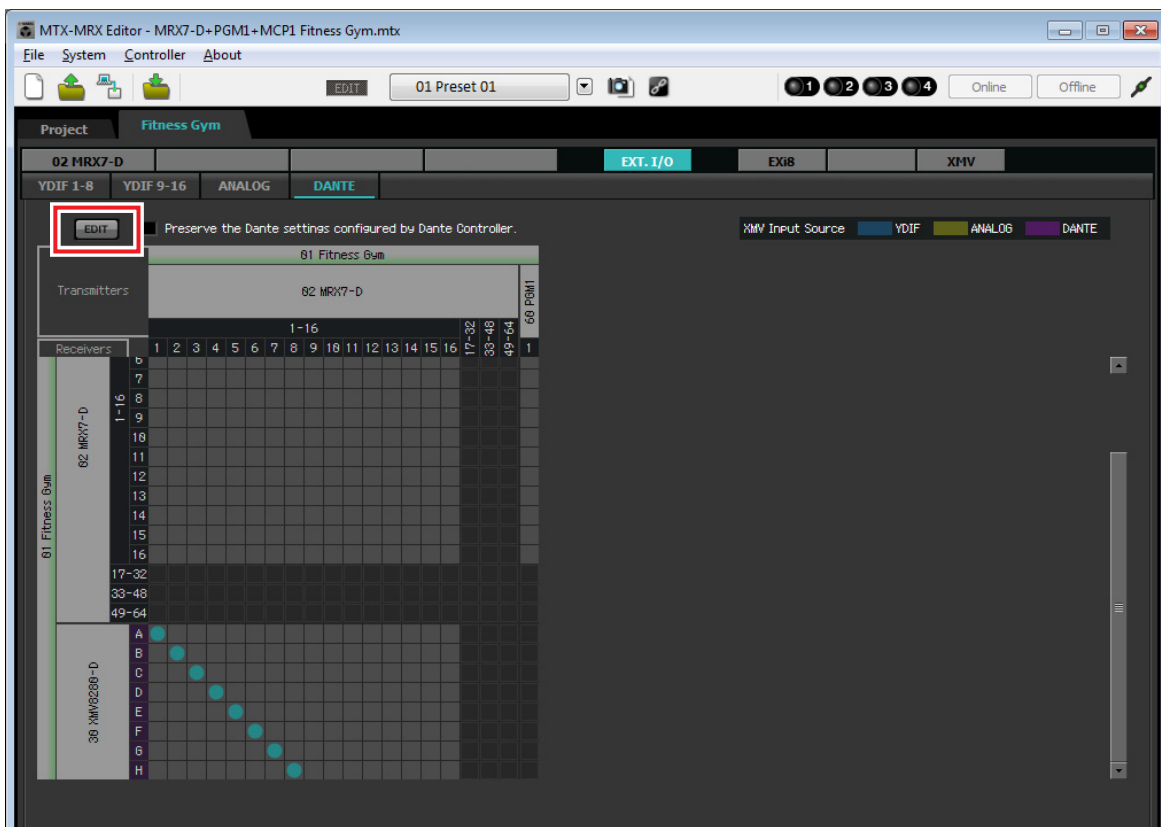 MTX-MRX Editor - MRX7-D+PGM1+MCP1 Fitness Gym.mtx
File System Controller About
EDIT 01 Preset 01 1 2 3 4 Online Offline
Project Fitness Gym
02 MRX7-D EXT. I/O EXi8 XMV
YDIF 1-8 YDIF 9-16 ANALOG DANTE
EDIT Preserve the Dante settings configured by Dante Controller. XMV Input Source YDIF ANALOG DANTE
01 Fitness Gym
Transmitters 02 MRX7-D 60 PGM1
1-16 17-32 33-48 49-64
Receivers 1 2 3 4 5 6 7 8 9 10 11 12 13 14 15 16 1
01 Fitness Gym
02 MRX7-D
1-16
6
7
8
9
10
11
12
13
14
15
16
17-32
33-48
49-64
30 XMV8280-D
A
B
C
D
E
F
G
H